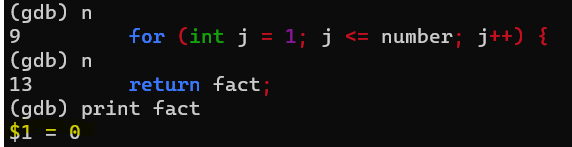 (gdb) n
9           for (int j = 1; j <= number; j++) {
(gdb) n
13          return fact;
(gdb) print fact
$1 = 0